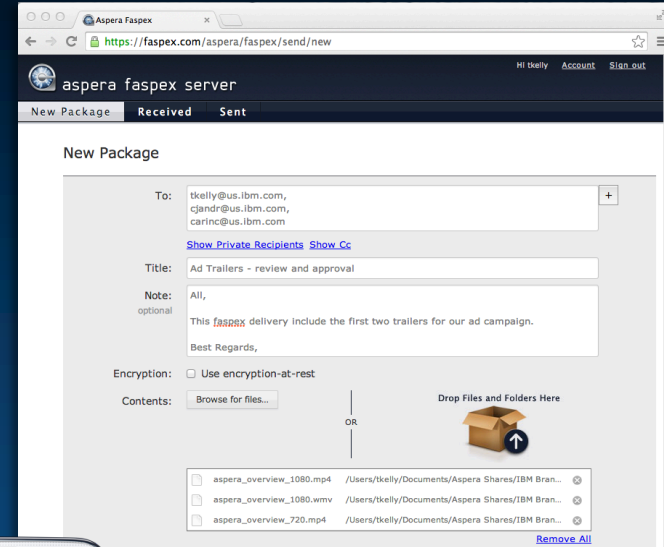 Aspera Faspex
https://faspex.com/aspera/faspex/send/new
Hi tkelly Account Sign out
aspera faspex server
New Package Received Sent
New Package
To: tkelly@us.ibm.com,
cjandr@us.ibm.com,
carinc@us.ibm.com
+
Show Private Recipients Show Cc
Title: Ad Trailers - review and approval
Note: All,
optional
This faspex delivery include the first two trailers for our ad campaign.
Best Regards,
Encryption: Use encryption-at-rest
Contents: Browse for files... Drop Files and Folders Here
OR
aspera_overview_1080.mp4 /Users/tkelly/Documents/Aspera Shares/IBM Bran...
aspera_overview_1080.wmv /Users/tkelly/Documents/Aspera Shares/IBM Bran...
aspera_overview_720.mp4 /Users/tkelly/Documents/Aspera Shares/IBM Bran...
Remove All